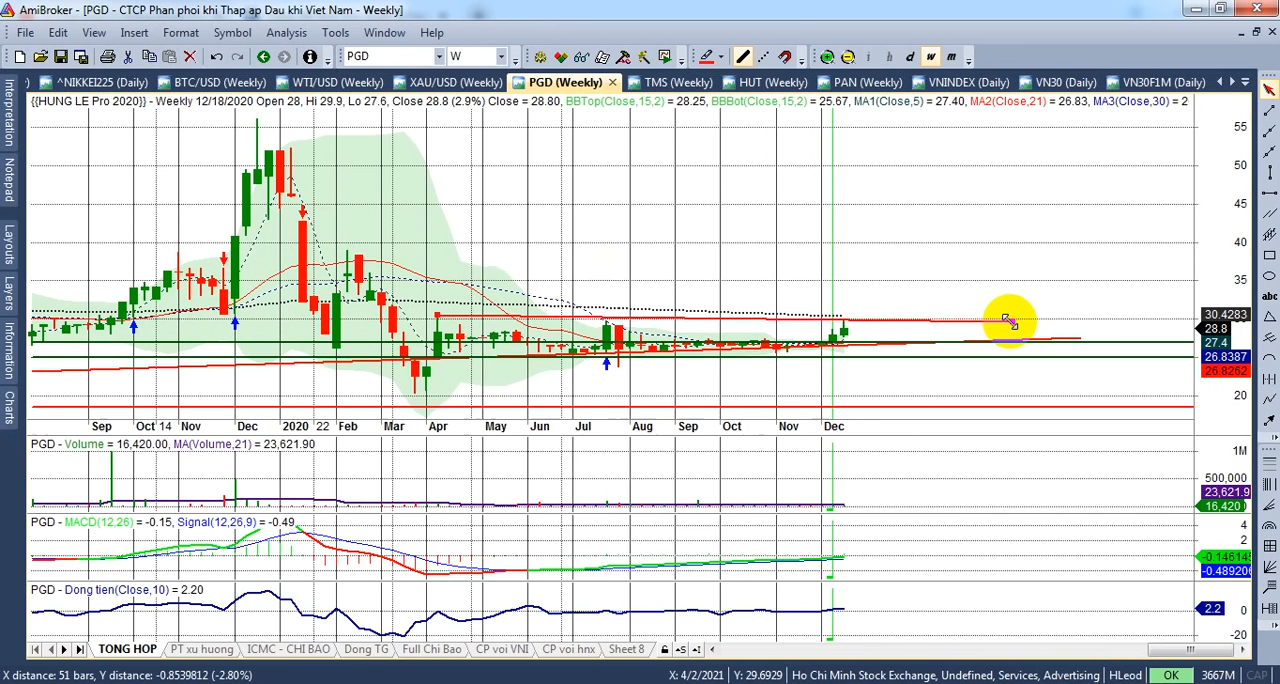 AmiBroker - [PGD - CTCP Phan phoi khi Thap ap Dau khi Viet Nam - Weekly]
File Edit View Insert Format Symbol Analysis Tools Window Help
PGD W i h d w m
^NIKKEI225 (Daily) BTC/USD (Weekly) WTI/USD (Weekly) XAU/USD (Weekly) PGD (Weekly) TMS (Weekly) HUT (Weekly) PAN (Weekly) VNINDEX (Daily) VN30 (Daily) VN30F1M (Daily)
{{HUNG LE Pro 2020}} - Weekly 12/18/2020 Open 28, Hi 29.9, Lo 27.6, Close 28.8 (2.9%) Close = 28.80, BBTop(Close,15,2) = 28.25, BBBot(Close,15,2) = 25.67, MA1(Close,5) = 27.40, MA2(Close,21) = 26.83, MA3(Close,30) = 2
Interpretation
Notepad
Layouts
Layers
Information
Charts
abc
55
50
45
40
35
30.4283
28.8
27.4
26.8387
26.8262
20
Sep Oct '14 Nov Dec 2020 22 Feb Mar Apr May Jun Jul Aug Sep Oct Nov Dec
PGD - Volume = 16,420.00, MA(Volume,21) = 23,621.90
1M
500,000
23,621.9
16,420
PGD - MACD(12,26) = -0.15, Signal(12,26,9) = -0.49
4
2
-0.146145
-0.489206
PGD - Dong tien(Close,10) = 2.20
2.2 0
-20
TONG HOP PT xu huong ICMC - CHI BAO Dong TG Full Chi Bao CP voi VNI CP voi hnx Sheet 8
X distance: 51 bars, Y distance: -0.8539812 (-2.80%) X: 4/2/2021 Y: 29.6929 Ho Chi Minh Stock Exchange, Undefined, Services, Advertising HLeod OK 3667M CAP